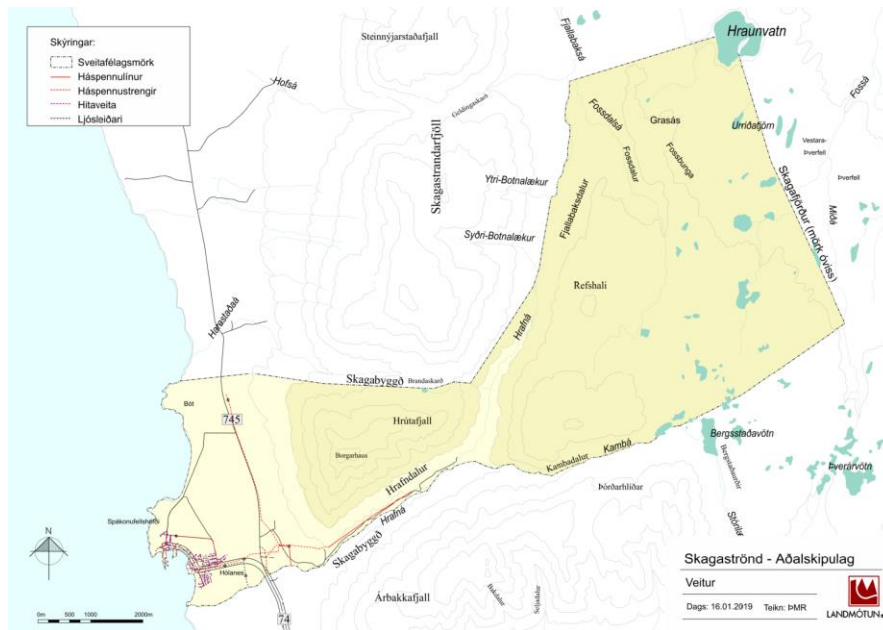 Skýringar:
Sveitafélagsmörk
Háspennulínur
Háspennustrengir
Hitaveita
Ljósleiðari
Steinnýjarstaðafjall
Fjallabaksá
Hraunvatn
Hofsá
Geldingaskarð
Fossá
Fossdalsá
Grasás
Urriðatjörn
Vestara-
Þverfell
Þverfell
Skagastrandarfjöll
Fossdalur
Fossbunga
Ytri-Botnalækur
Fjallabaksdalur
Skagafjörður (mörk óviss)
Miðá
Syðri-Botnalækur
Refshali
Harastaðaá
Hrafná
Skagabyggð
Brandaskarð
Bót
745
Hrútafjall
Borgarhaus
Hrafndalur
Kambá
Kambadalur
Bergsstaðavötn
Þverárvötn
Þórðarhlíðar
Hrafná
Spákonufellshöfði
Skagabyggð
Hólanes
Árbakkafjall
74
N
0m 500 1000 2000m
Skagaströnd - Aðalskipulag
Veitur
Dags: 16.01.2019 Teikn: ÞMR
LANDMÓTUN